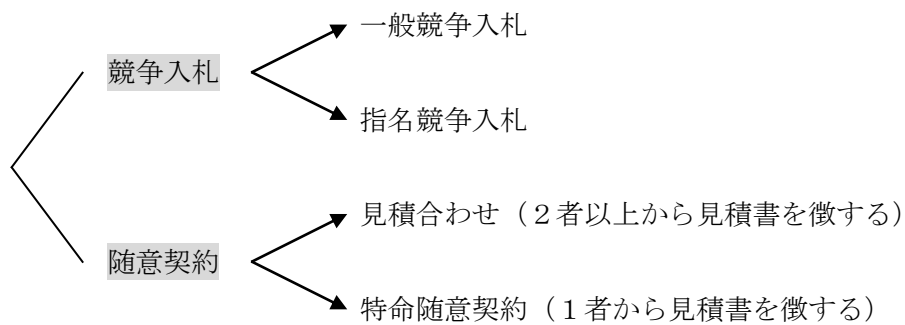 一般競争入札
競争入札
指名競争入札
見積合わせ（２者以上から見積書を徴する）
随意契約
特命随意契約（１者から見積書を徴する）